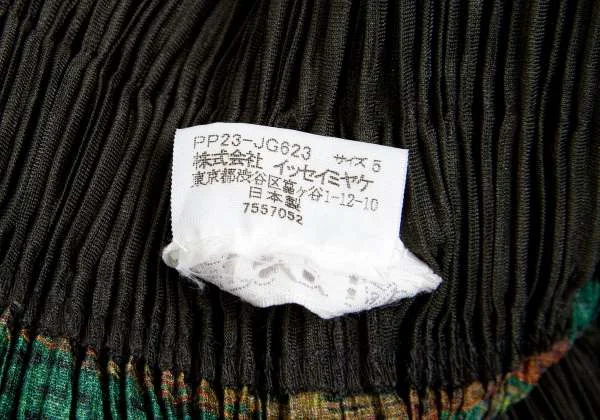 PP23-JG623 サイズ 5
株式会社 イッセイミヤケ
東京都渋谷区富ヶ谷1-12-10
日本製
7557052